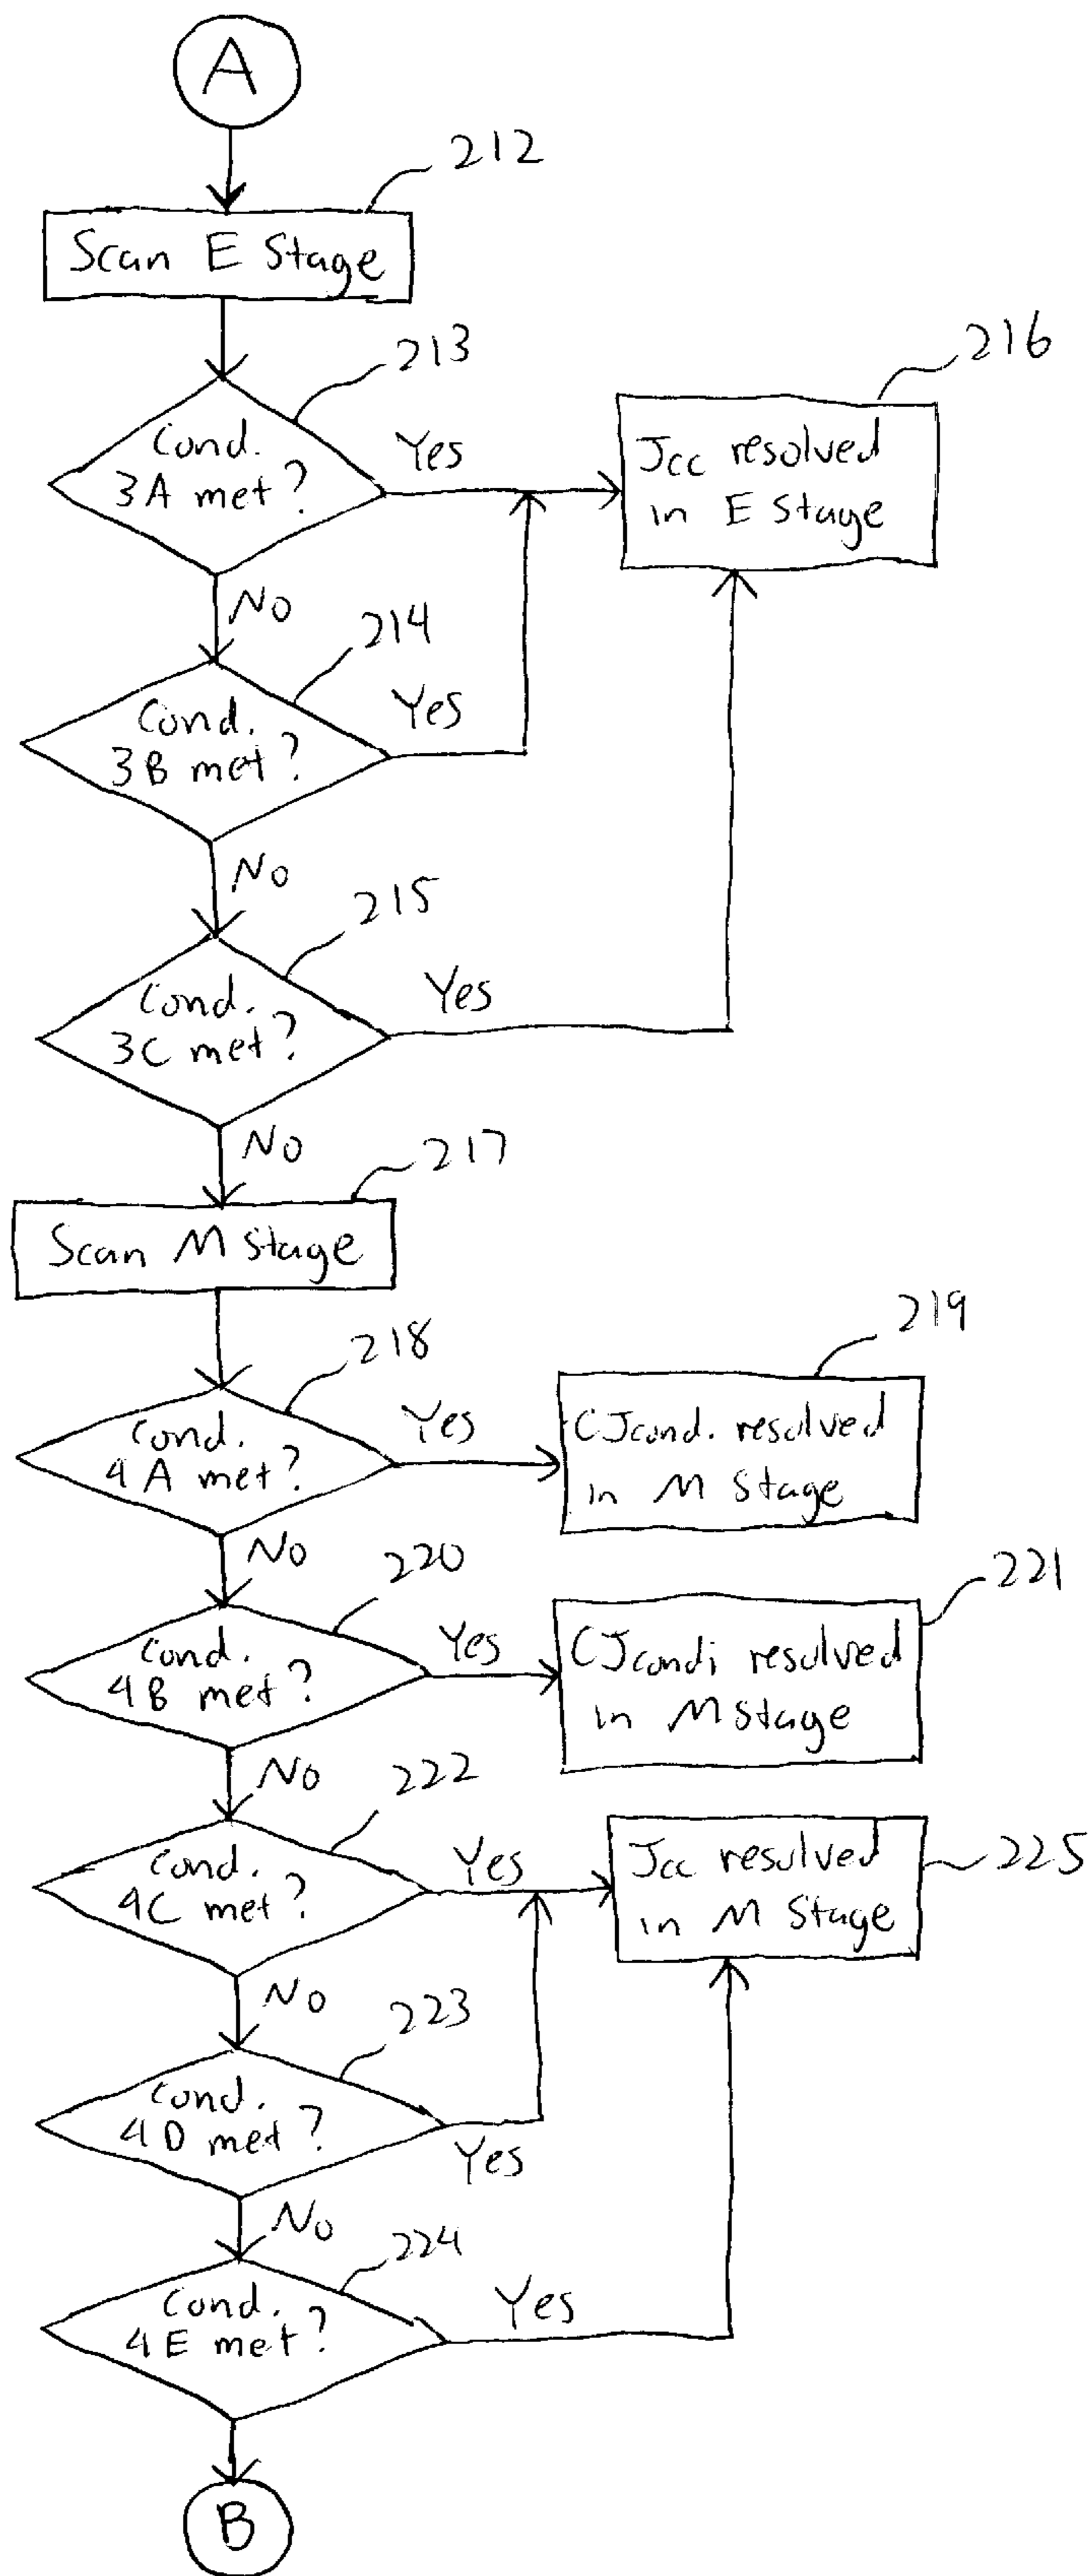 A
212
Scan E Stage
213
Cond.
3A met?
Yes
216
Jcc resolved
in E Stage
No
214
Cond.
3B met?
Yes
No
215
Cond.
3C met?
Yes
No
217
Scan M Stage
218
Cond.
4A met?
Yes
219
CJcond. resolved
in M Stage
No
220
Cond.
4B met?
Yes
221
CJcondi resolved
in M Stage
No
222
Cond.
4C met?
Yes
Jcc resolved
in M Stage
225
No
223
Cond.
4D met?
Yes
No
224
Cond.
4E met?
Yes
B